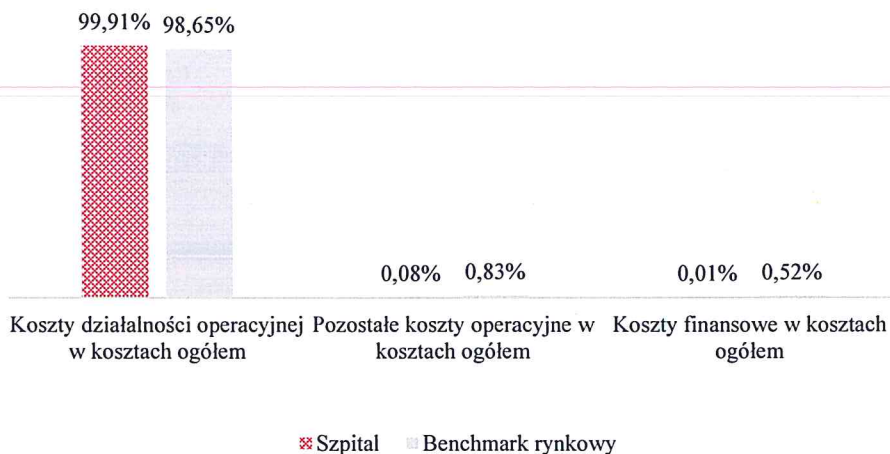 99,91% 98,65%
0,08% 0,83%
0,01% 0,52%
Koszty działalności operacyjnej
w kosztach ogółem
Pozostałe koszty operacyjne w
kosztach ogółem
Koszty finansowe w kosztach
ogółem
Szpital
Benchmark rynkowy